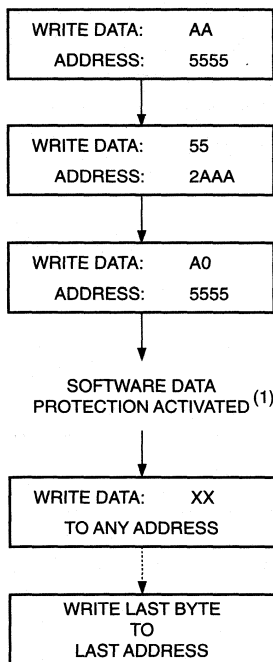 WRITE DATA: AA
ADDRESS: 5555
WRITE DATA: 55
ADDRESS: 2AAA
WRITE DATA: A0
ADDRESS: 5555
SOFTWARE DATA
PROTECTION ACTIVATED (1)
WRITE DATA: XX
TO ANY ADDRESS
WRITE LAST BYTE
TO
LAST ADDRESS